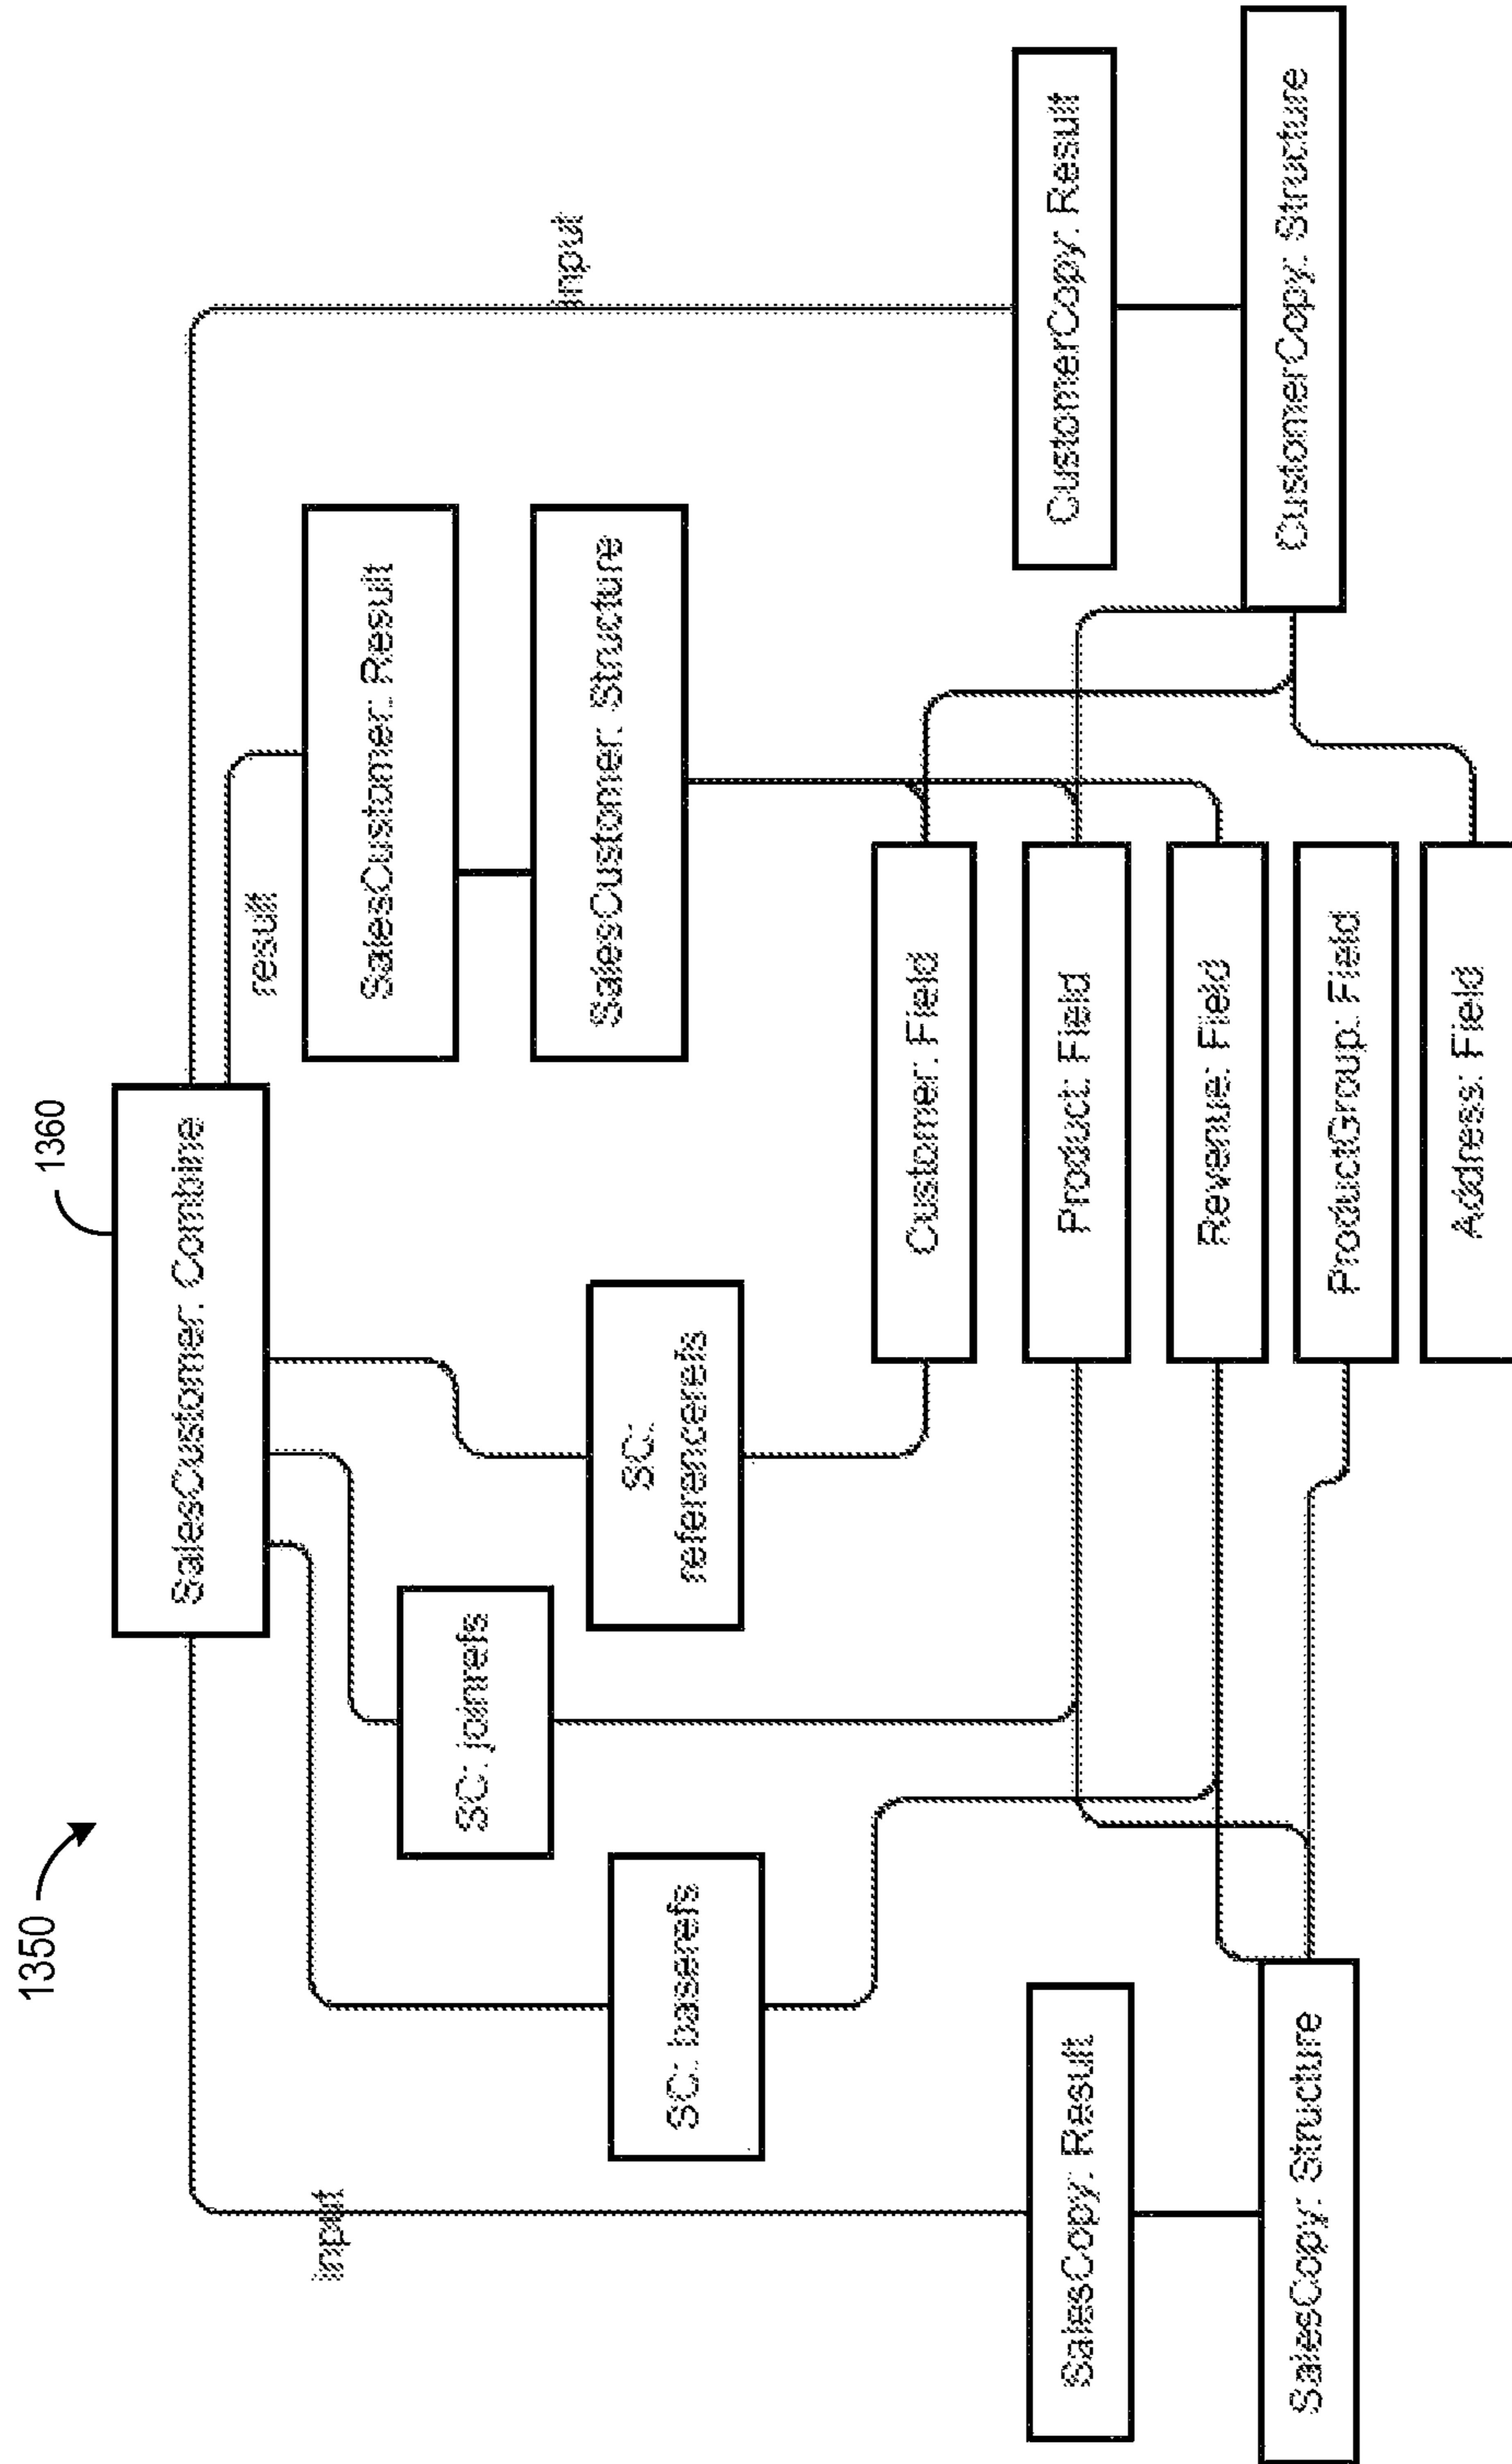 1350
1360
SalesCustomer: Combine
input
result
input
SalesCustomer: Result
SC: joinrefs
SalesCustomer: Structure
SC:
referencerefs
SC: baserefs
Customer: Field
SalesCopy: Result
Product: Field
CustomerCopy: Result
Revenue: Field
SalesCopy: Structure
ProductGroup: Field
CustomerCopy: Structure
Address: Field